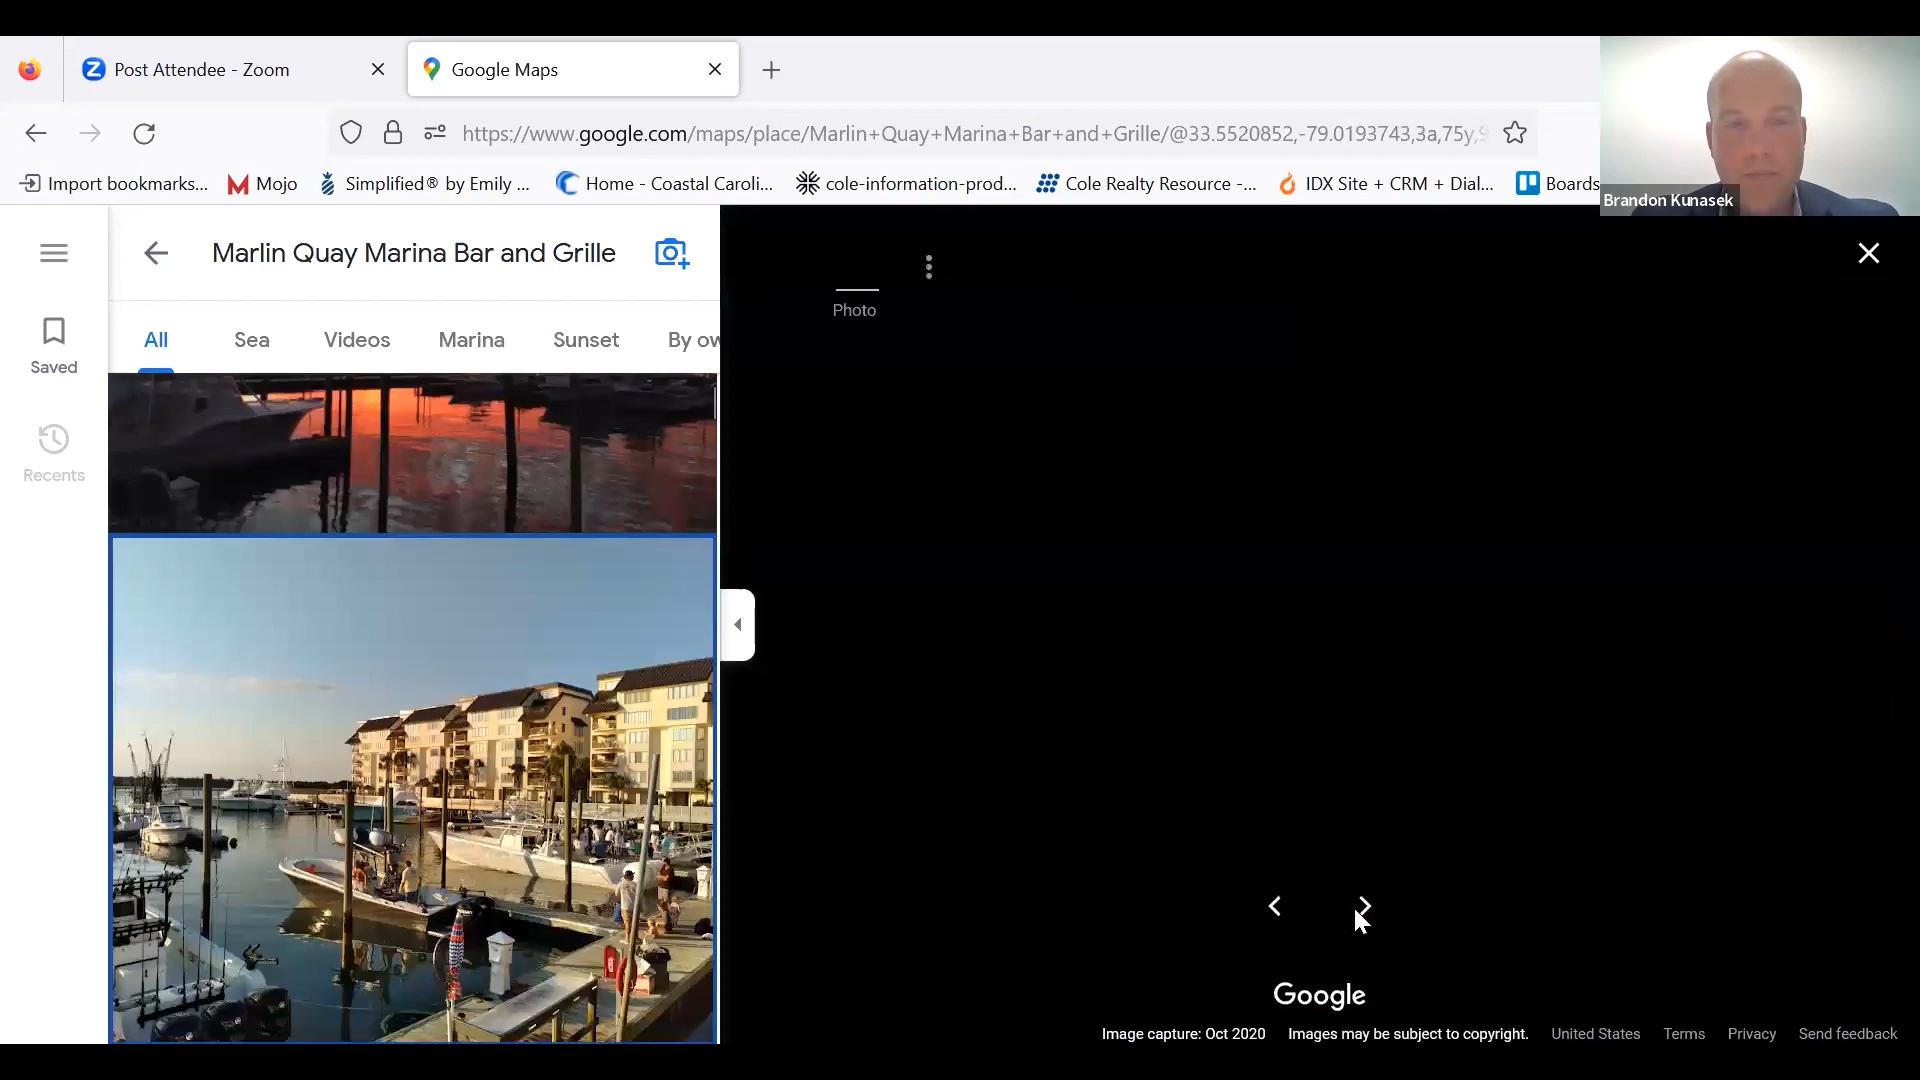 Post Attendee - Zoom
Google Maps
https://www.google.com/maps/place/Marlin+Quay+Marina+Bar+and+Grille/@33.5520852,-79.0193743,3a,75y,
Import bookmarks...
Mojo
Simplified® by Emily ...
Home - Coastal Caroli...
cole-information-prod...
Cole Realty Resource -...
IDX Site + CRM + Dial...
Boards
Brandon Kunasek
Marlin Quay Marina Bar and Grille
All
Sea
Videos
Marina
Sunset
By ow
Saved
Recents
Photo
Google
Image capture: Oct 2020
Images may be subject to copyright.
United States
Terms
Privacy
Send feedback